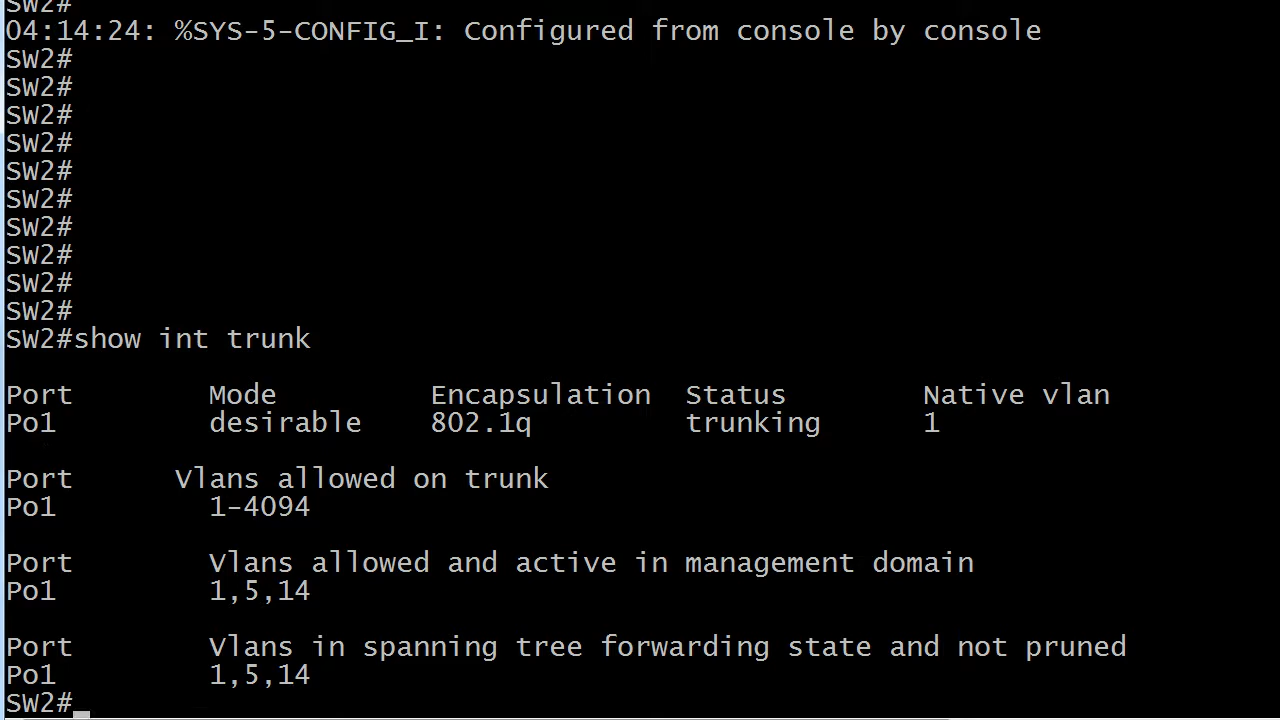 SW2#
04:14:24: %SYS-5-CONFIG_I: Configured from console by console
SW2#
SW2#
SW2#
SW2#
SW2#
SW2#
SW2#
SW2#
SW2#
SW2#
SW2#show int trunk
Port Mode Encapsulation Status Native vlan
Po1 desirable 802.1q trunking 1
Port Vlans allowed on trunk
Po1 1-4094
Port Vlans allowed and active in management domain
Po1 1,5,14
Port Vlans in spanning tree forwarding state and not pruned
Po1 1,5,14
SW2#